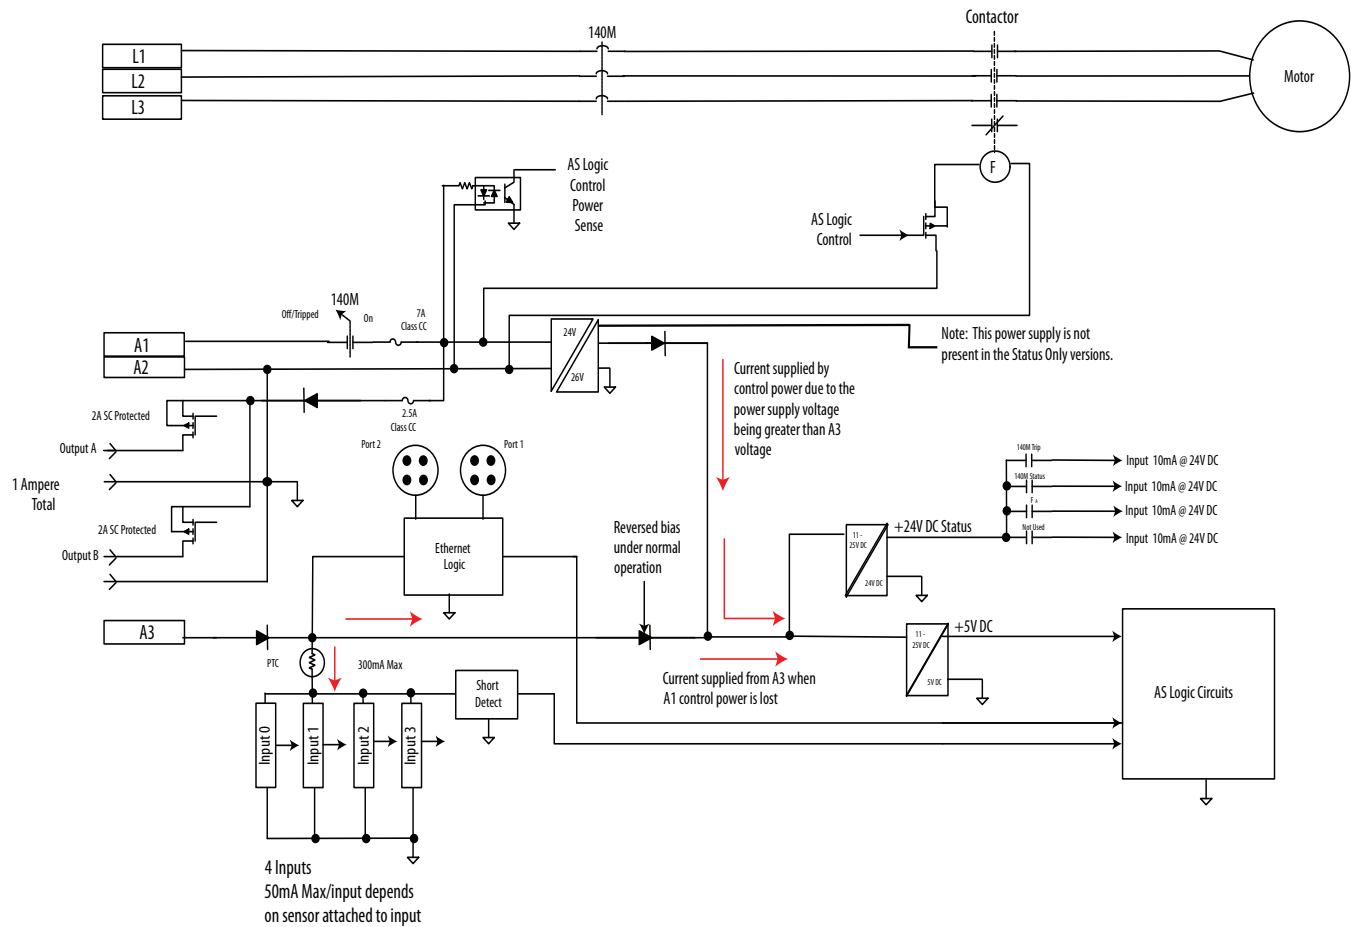 Contactor
140M
L1
L2
L3
Motor
F
AS Logic
Control
Power
Sense
AS Logic
Control
140M
Off/Tripped
On
7A
Class CC
A1
A2
24V
26V
Note: This power supply is not
present in the Status Only versions.
2.5A
Class CC
2A SC Protected
Output A
1 Ampere
Total
2A SC Protected
Output B
Port 2
Port 1
Ethernet
Logic
Current supplied by
control power due to the
power supply voltage
being greater than A3
voltage
Reversed bias
under normal
operation
140M Trip
Input 10mA @ 24V DC
140M Status
Input 10mA @ 24V DC
F
Input 10mA @ 24V DC
Not Used
Input 10mA @ 24V DC
+24V DC Status
11 -
25V DC
24V DC
A3
PTC
300mA Max
Short
Detect
Current supplied from A3 when
A1 control power is lost
+5V DC
11 -
25V DC
5V DC
AS Logic Circuits
Input 0
Input 1
Input 2
Input 3
4 Inputs
50mA Max/input depends
on sensor attached to input